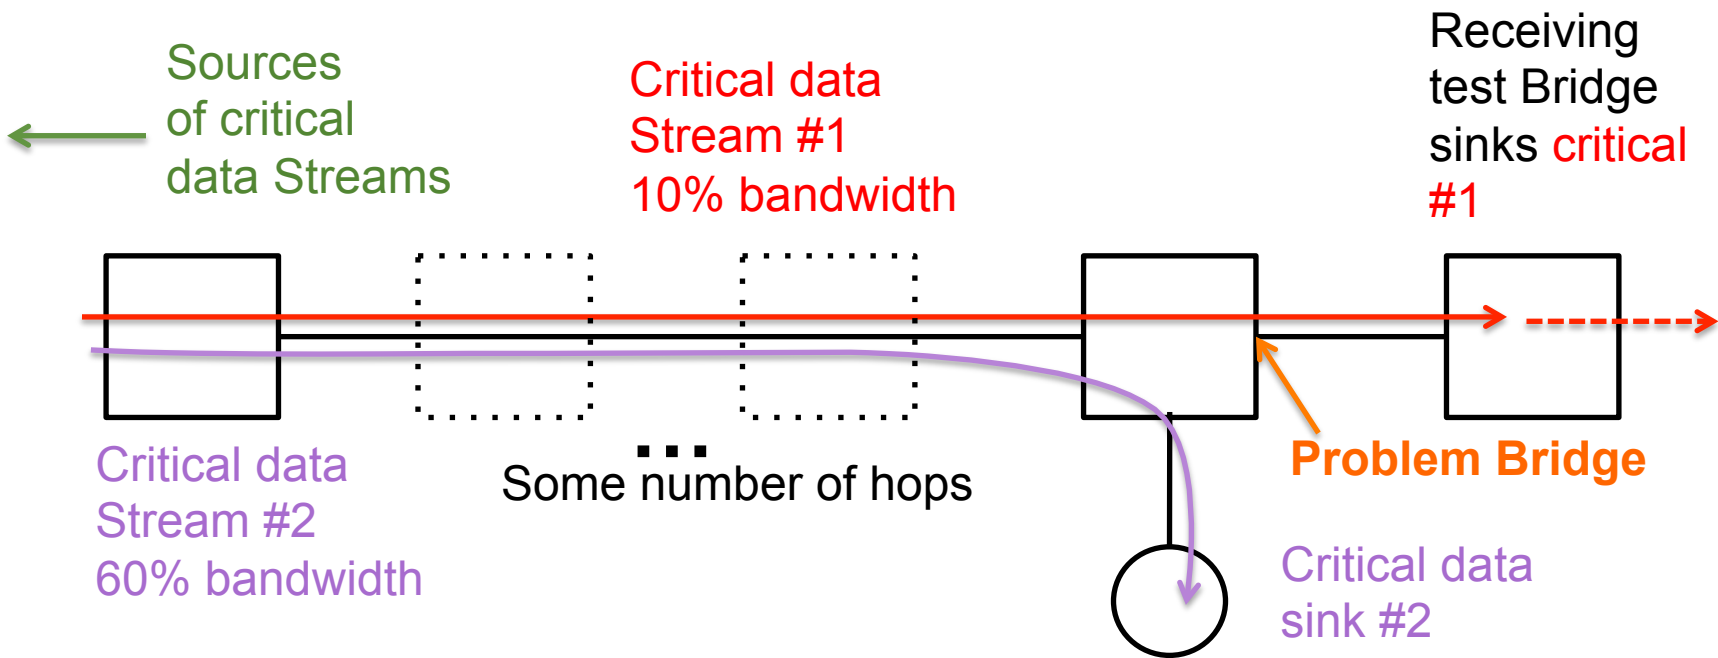 Sources
of critical
data Streams
Critical data
Stream #1
10% bandwidth
Receiving
test Bridge
sinks critical
#1
Critical data
Stream #2
60% bandwidth
...
Some number of hops
Problem Bridge
Critical data
sink #2